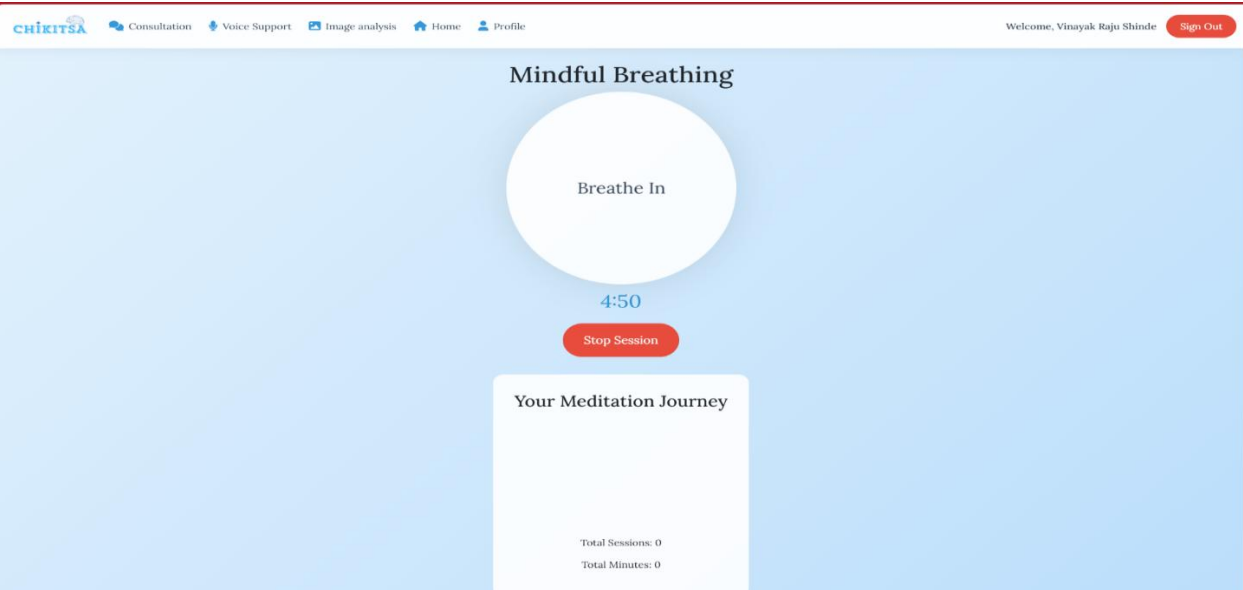 CHIKITSA Consultation Voice Support Image analysis Home Profile Welcome, Vinayak Raju Shinde Sign Out
Mindful Breathing
Breathe In
4:50
Stop Session
Your Meditation Journey
Total Sessions: 0
Total Minutes: 0